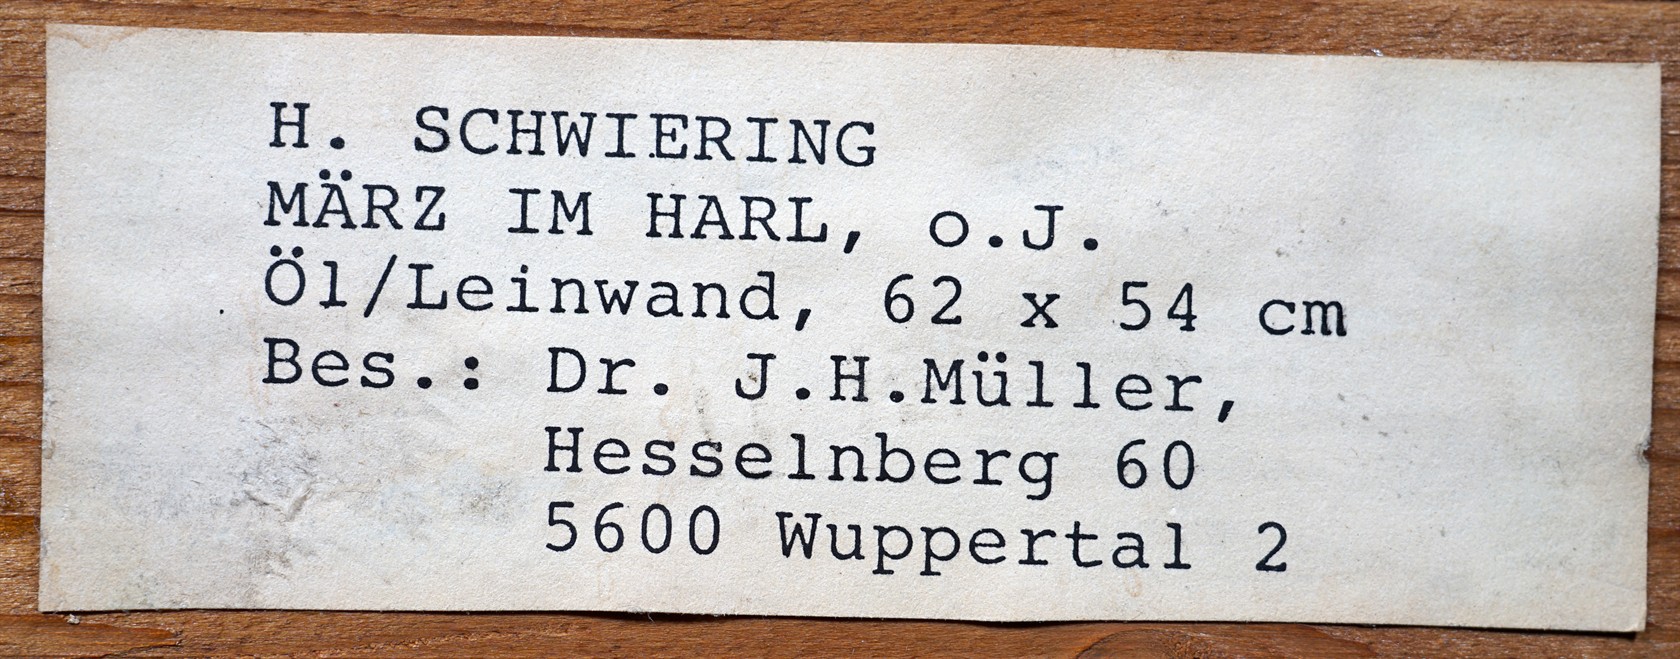 H. SCHWIERING
MÄRZ IM HARL, o.J.
Öl/Leinwand, 62 x 54 cm
Bes.: Dr. J.H.Müller,
Hesselnberg 60
5600 Wuppertal 2